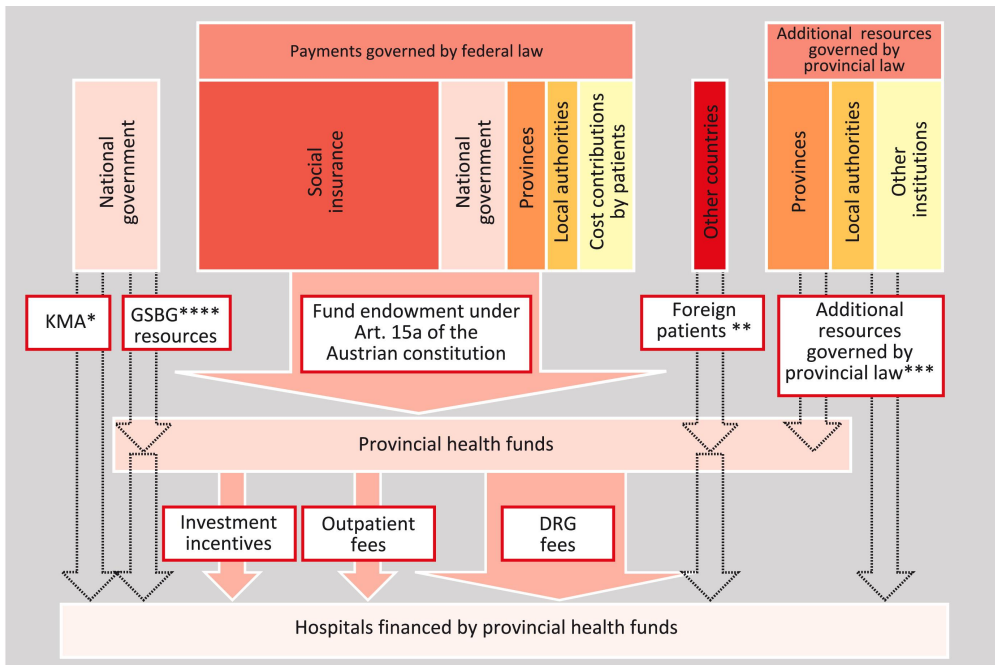 Payments governed by federal law
Additional resources
governed by
provincial law
National
government
Social
insurance
National
government
Provinces
Local authorities
Cost contributions
by patients
Other countries
Provinces
Local authorities
Other
institutions
KMA*
GSBG****
resources
Fund endowment under
Art. 15a of the
Austrian constitution
Foreign
patients **
Additional
resources
governed by
provincial law***
Provincial health funds
Investment
incentives
Outpatient
fees
DRG
fees
Hospitals financed by provincial health funds